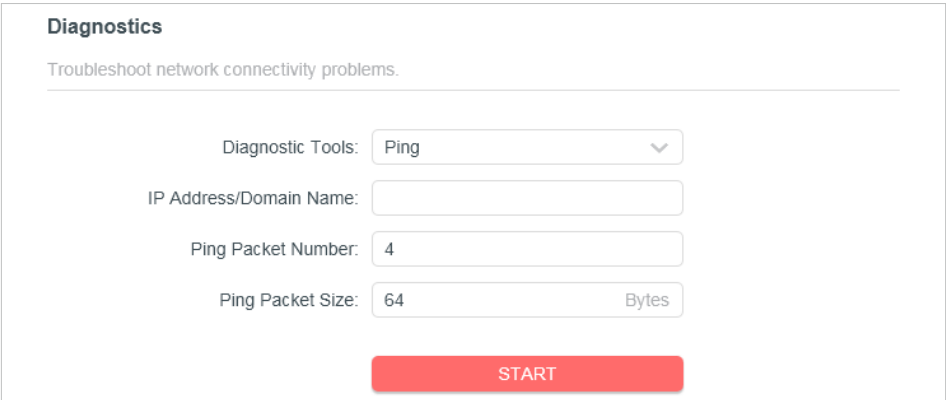 Diagnostics
Troubleshoot network connectivity problems.
Diagnostic Tools: Ping
IP Address/Domain Name:
Ping Packet Number: 4
Ping Packet Size: 64 Bytes
START